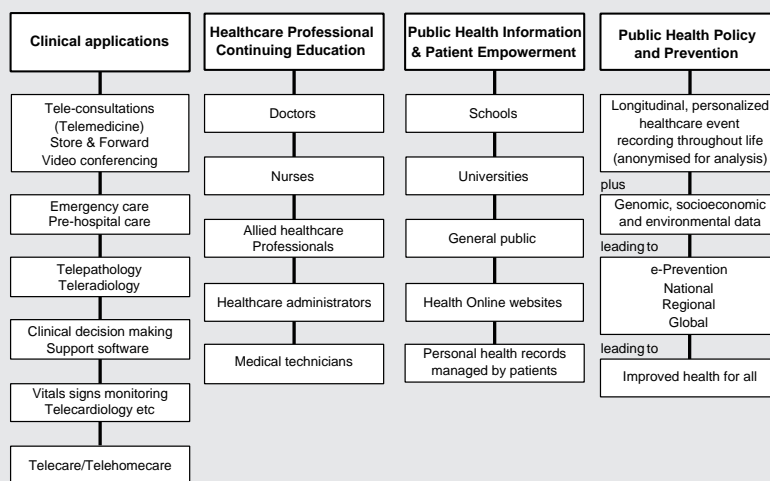 Clinical applications
Tele-consultations
(Telemedicine)
Store & Forward
Video conferencing
Emergency care
Pre-hospital care
Telepathology
Teleradiology
Clinical decision making
Support software
Vitals signs monitoring
Telecardiology etc
Telecare/Telehomecare
Healthcare Professional
Continuing Education
Doctors
Nurses
Allied healthcare
Professionals
Healthcare administrators
Medical technicians
Public Health Information
& Patient Empowerment
Schools
Universities
General public
Health Online websites
Personal health records
managed by patients
Public Health Policy
and Prevention
Longitudinal, personalized
healthcare event
recording throughout life
(anonymised for analysis)
plus
Genomic, socioeconomic
and environmental data
leading to
e-Prevention
National
Regional
Global
leading to
Improved health for all